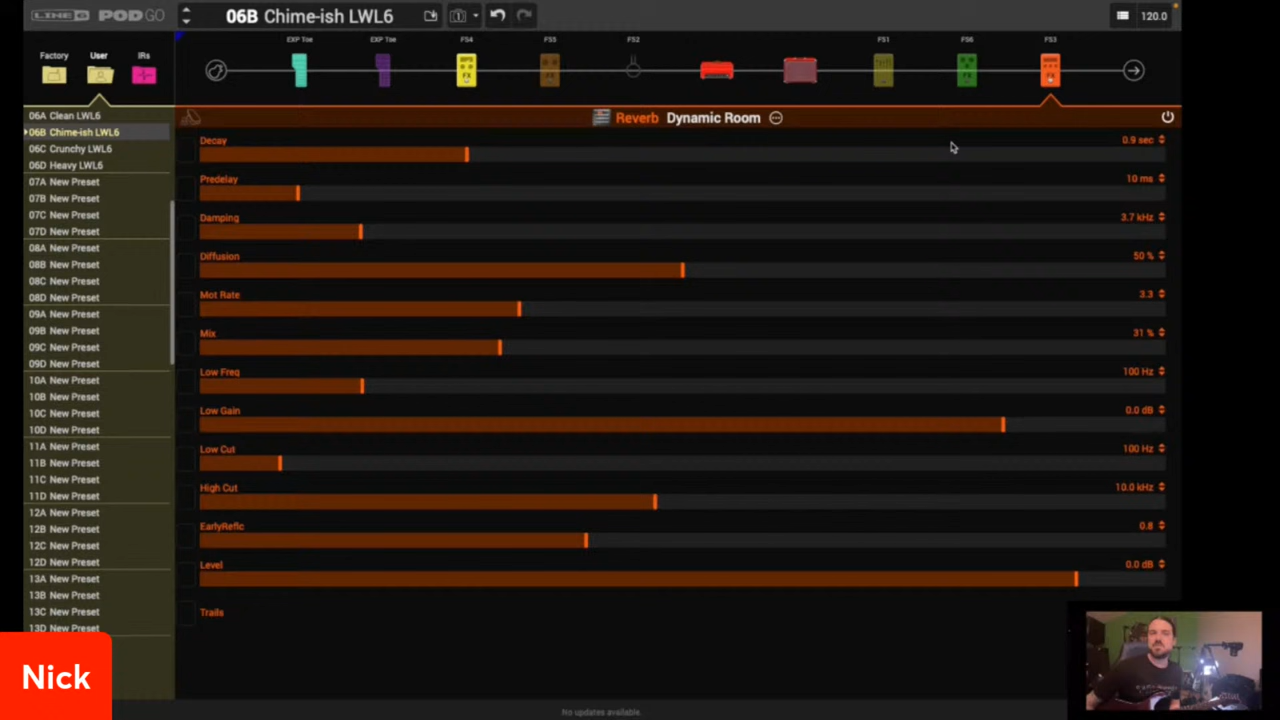 LINE 6 POD GO
06B Chime-ish LWL6
120.0
Factory
User
IRs
EXP Toe
EXP Toe
FS4
FS5
FS2
FS1
FS6
FS3
Reverb Dynamic Room
06A Clean LWL6
06B Chime-ish LWL6
06C Crunchy LWL6
06D Heavy LWL6
07A New Preset
07B New Preset
07C New Preset
07D New Preset
08A New Preset
08B New Preset
08C New Preset
08D New Preset
09A New Preset
09B New Preset
09C New Preset
09D New Preset
10A New Preset
10B New Preset
10C New Preset
10D New Preset
11A New Preset
11B New Preset
11C New Preset
11D New Preset
12A New Preset
12B New Preset
12C New Preset
12D New Preset
13A New Preset
13B New Preset
13C New Preset
13D New Preset
Decay 0.9 sec
Predelay 10 ms
Damping 3.7 kHz
Diffusion 50 %
Mot Rate 3.3
Mix 31 %
Low Freq 100 Hz
Low Gain 0.0 dB
Low Cut 100 Hz
High Cut 10.0 kHz
EarlyReflc 0.8
Level 0.0 dB
Trails
Nick
No updates available.